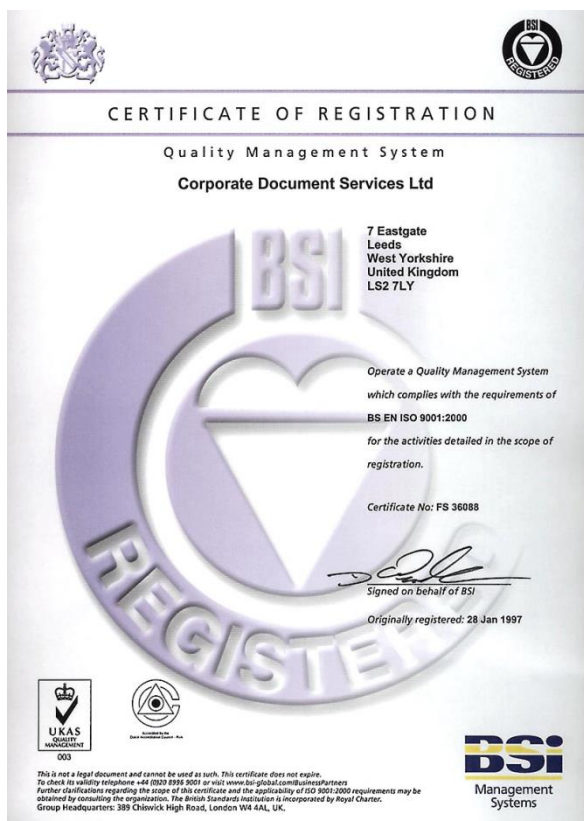 BSI
REGISTERED
CERTIFICATE OF REGISTRATION
Quality Management System
Corporate Document Services Ltd
7 Eastgate
Leeds
West Yorkshire
United Kingdom
LS2 7LY
BSI
REGISTERED
Operate a Quality Management System
which complies with the requirements of
BS EN ISO 9001:2000
for the activities detailed in the scope of
registration.
Certificate No: FS 36088
Signed on behalf of BSI
Originally registered: 28 Jan 1997
UKAS
QUALITY
MANAGEMENT
003
Accredited by the
Dutch Accreditation Council - RvA
This is not a legal document and cannot be used as such. This certificate does not expire.
To check its validity telephone +44 (0)20 8996 9001 or visit www.bsi-global.com/BusinessPartners
Further clarifications regarding the scope of this certificate and the applicability of ISO 9001:2000 requirements may be
obtained by consulting the organization. The British Standards Institution is incorporated by Royal Charter.
Group Headquarters: 389 Chiswick High Road, London W4 4AL, UK.
BSi
Management
Systems